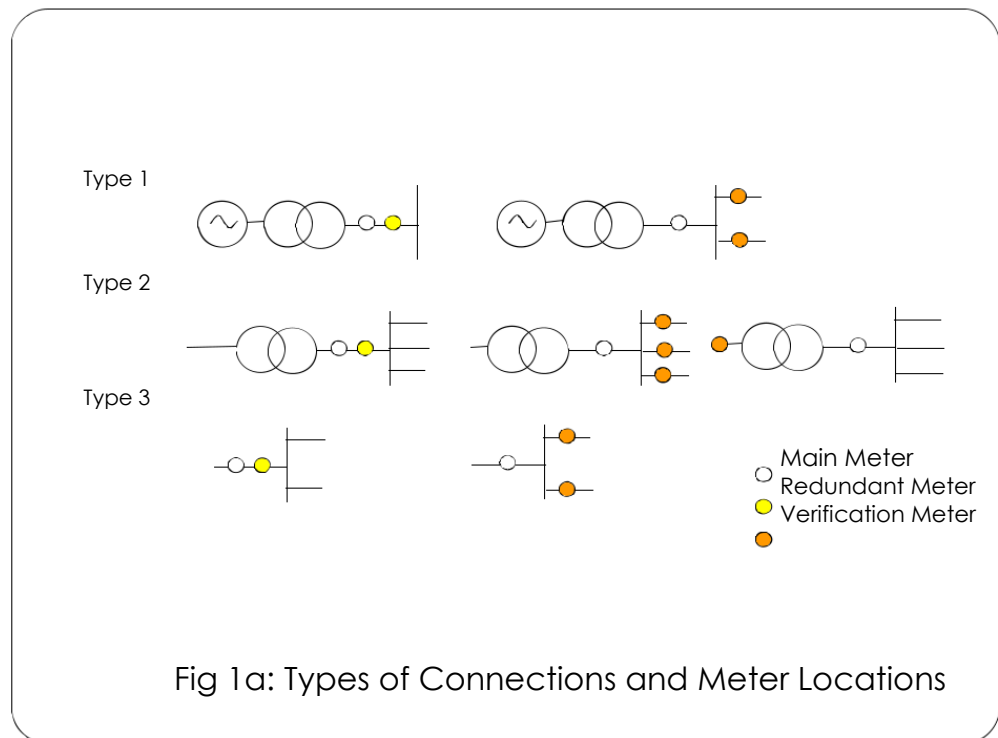 Type 1
Type 2
Type 3
Main Meter
Redundant Meter
Verification Meter
Fig 1a: Types of Connections and Meter Locations